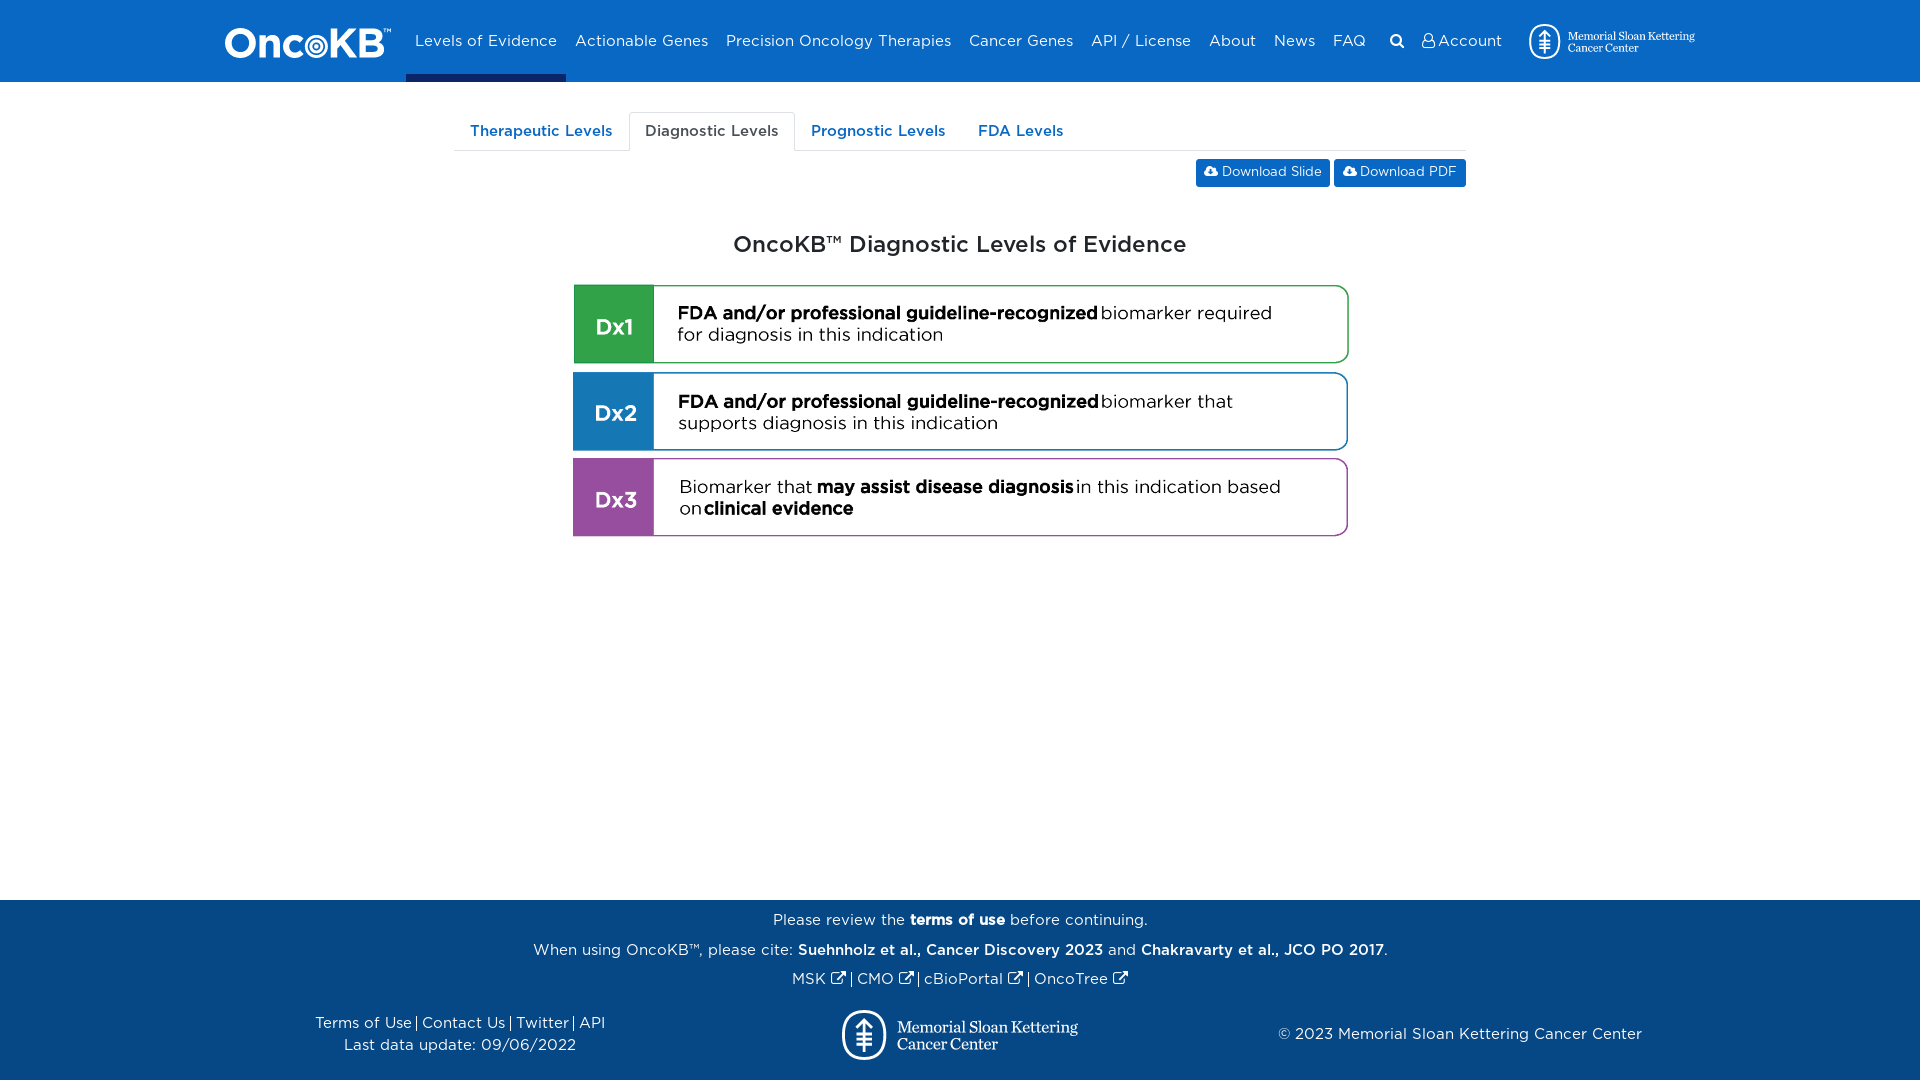 OncoKB™ Levels of Evidence Actionable Genes Precision Oncology Therapies Cancer Genes API / License About News FAQ Account Memorial Sloan Kettering
Cancer Center
Therapeutic Levels Diagnostic Levels Prognostic Levels FDA Levels
Download Slide Download PDF
OncoKB™ Diagnostic Levels of Evidence
Dx1
FDA and/or professional guideline-recognized biomarker required
for diagnosis in this indication
Dx2
FDA and/or professional guideline-recognized biomarker that
supports diagnosis in this indication
Dx3
Biomarker that may assist disease diagnosis in this indication based
on clinical evidence
Please review the terms of use before continuing.
When using OncoKB™, please cite: Suehnholz et al., Cancer Discovery 2023 and Chakravarty et al., JCO PO 2017.
MSK | CMO | cBioPortal | OncoTree
Terms of Use | Contact Us | Twitter | API
Last data update: 09/06/2022
Memorial Sloan Kettering
Cancer Center
© 2023 Memorial Sloan Kettering Cancer Center